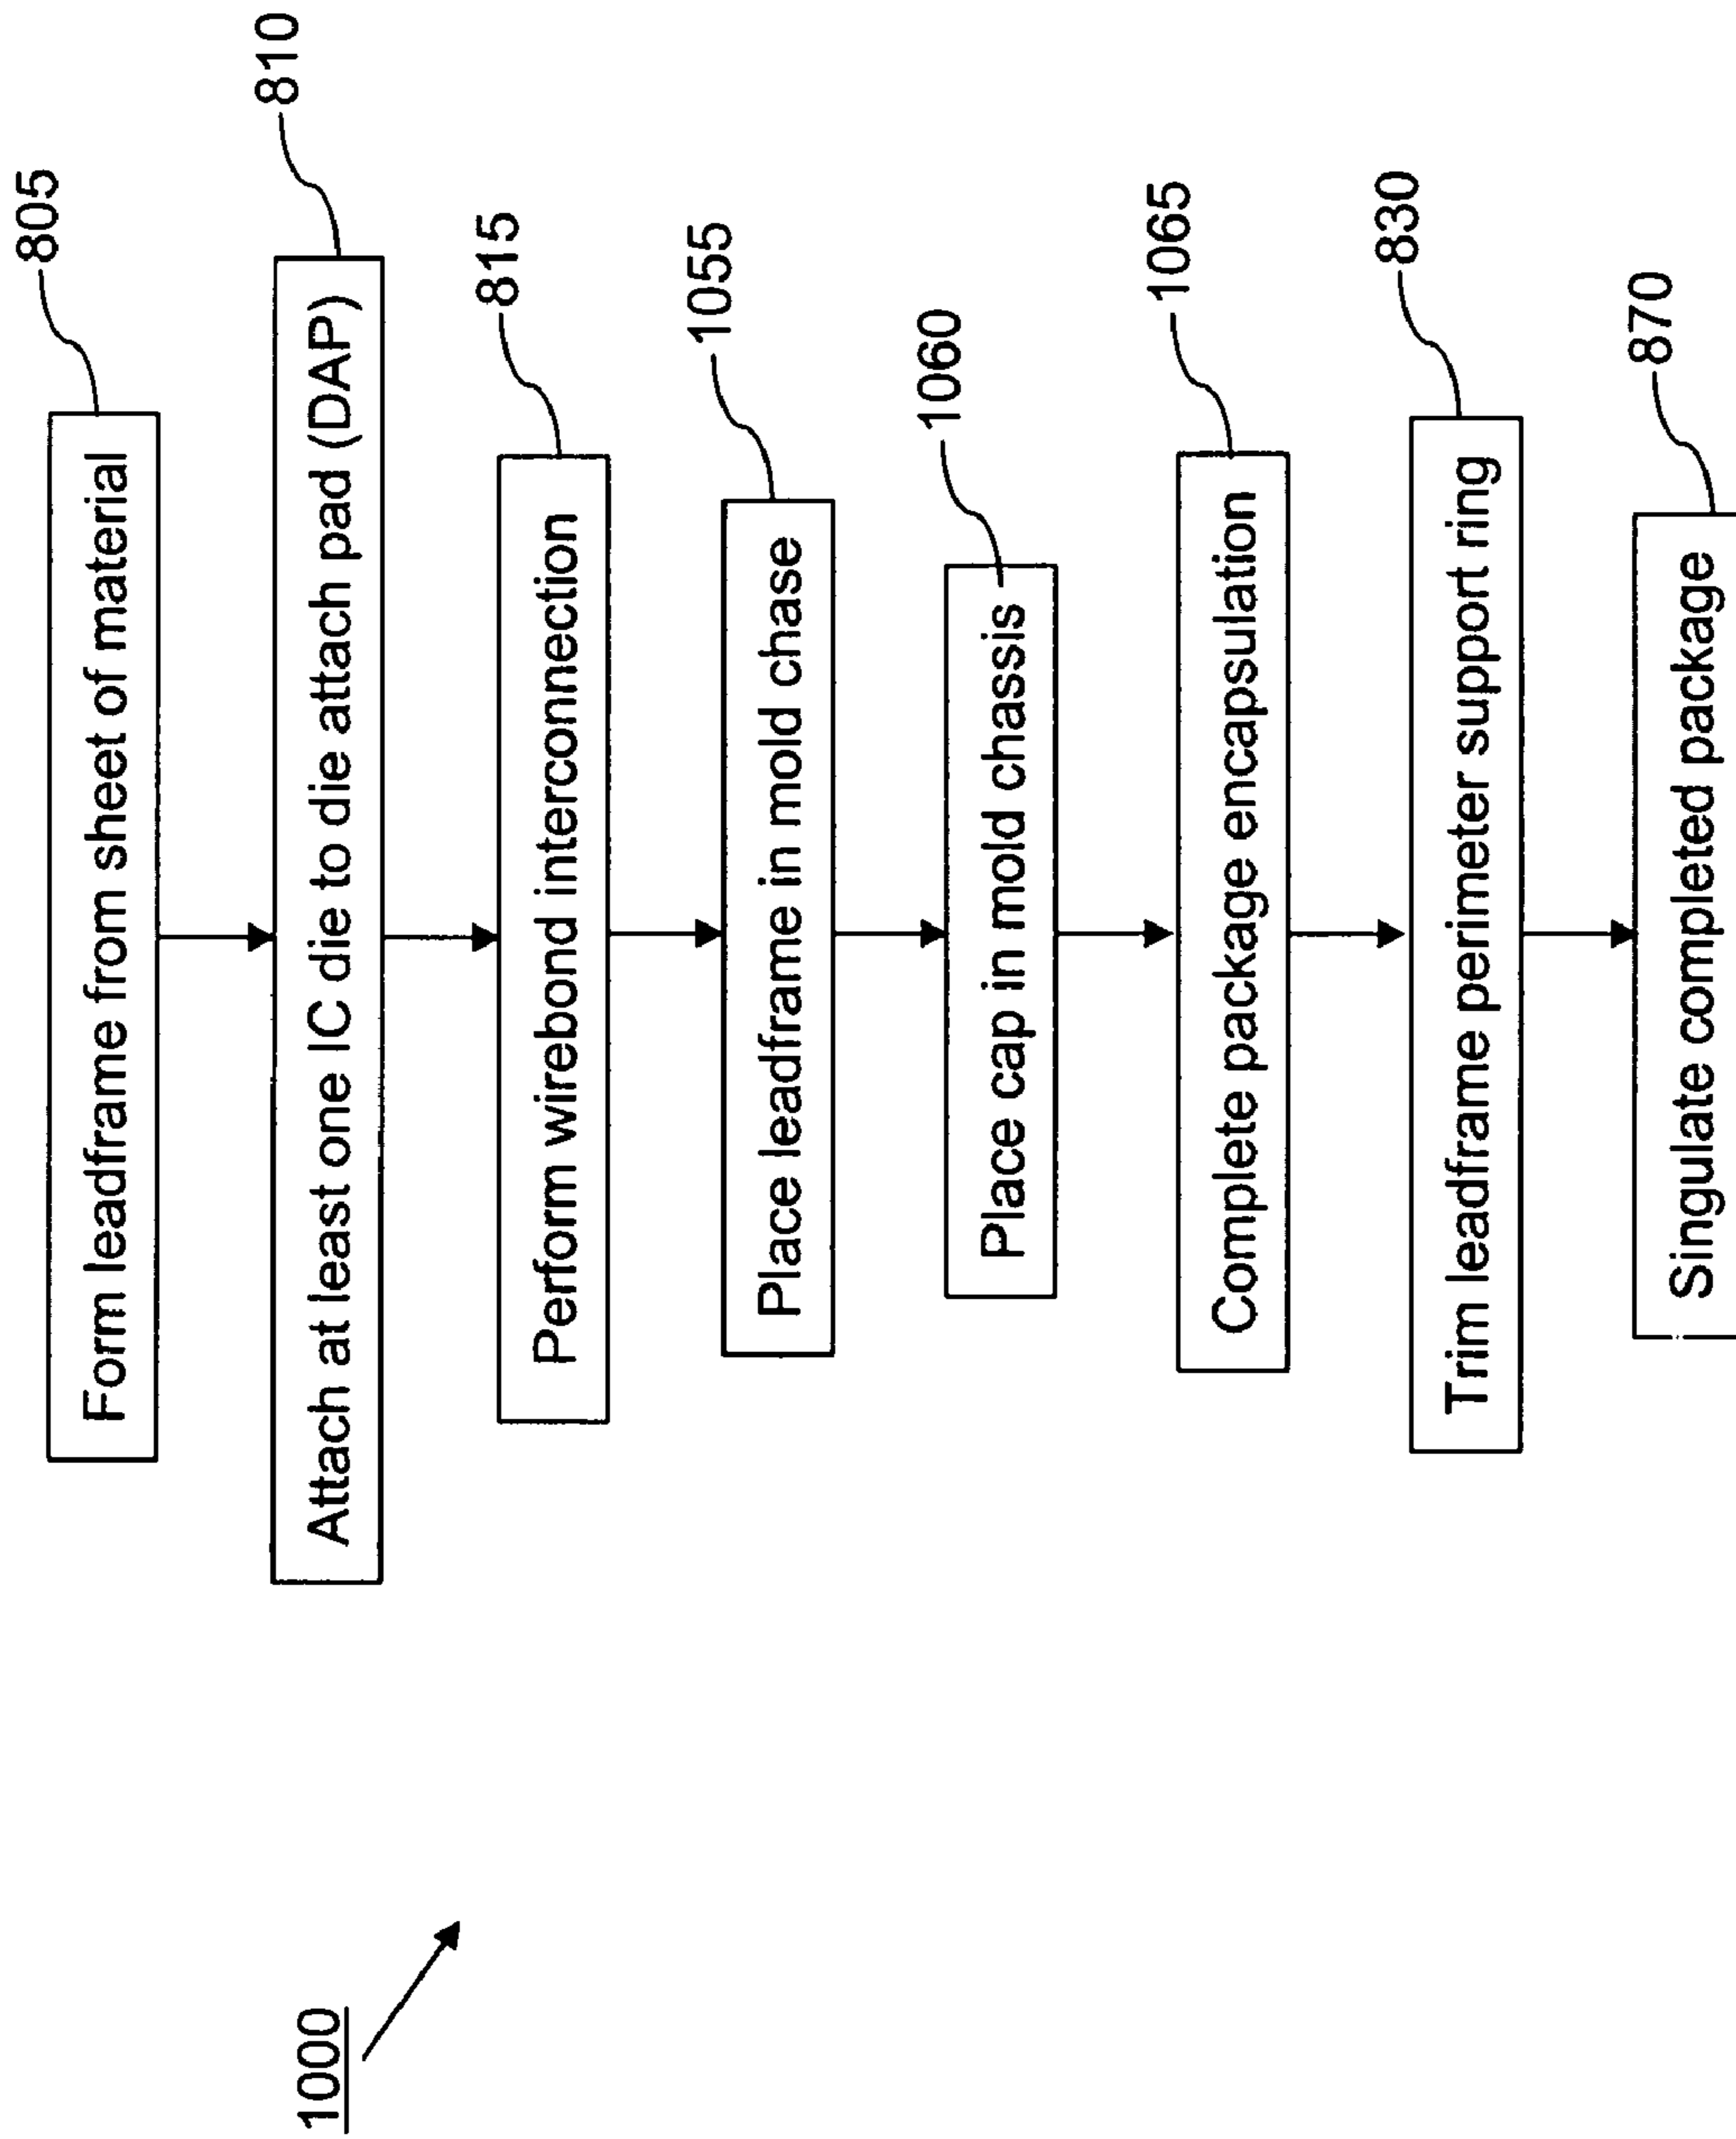 1000
805
Form leadframe from sheet of material
810
Attach at least one IC die to die attach pad (DAP)
815
Perform wirebond interconnection
1055
Place leadframe in mold chase
1060
Place cap in mold chassis
1065
Complete package encapsulation
830
Trim leadframe perimeter support ring
870
Singulate completed package